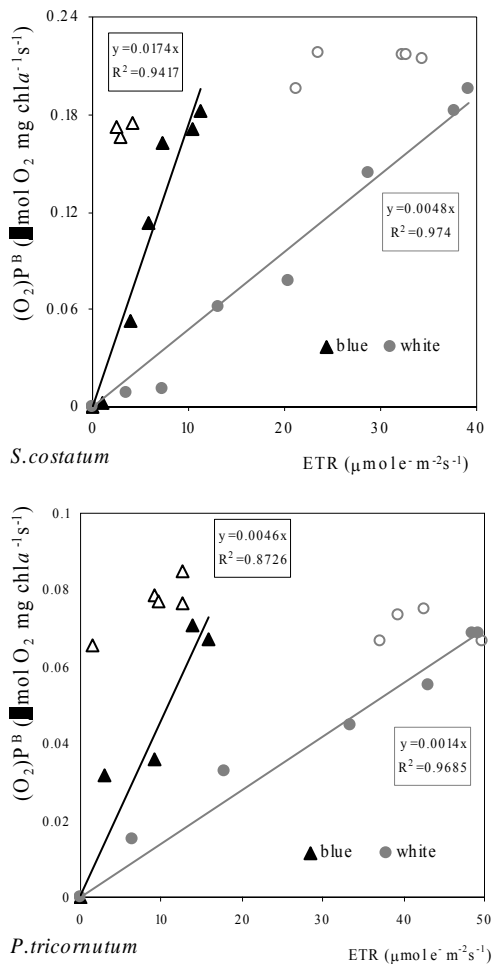 0.24
0.18
0.12
0.06
0
(O₂)P^B (█mol O₂ mg chla⁻¹s⁻¹)
y=0.0174x
R²=0.9417
y=0.0048x
R²=0.974
blue
white
0
10
20
30
40
S.costatum
ETR (μmol e⁻ m⁻²s⁻¹)
0.1
0.08
0.06
0.04
0.02
0
(O₂)P^B (█mol O₂ mg chla⁻¹s⁻¹)
y=0.0046x
R²=0.8726
y=0.0014x
R²=0.9685
blue
white
0
10
20
30
40
50
P.tricornutum
ETR (μmol e⁻ m⁻²s⁻¹)